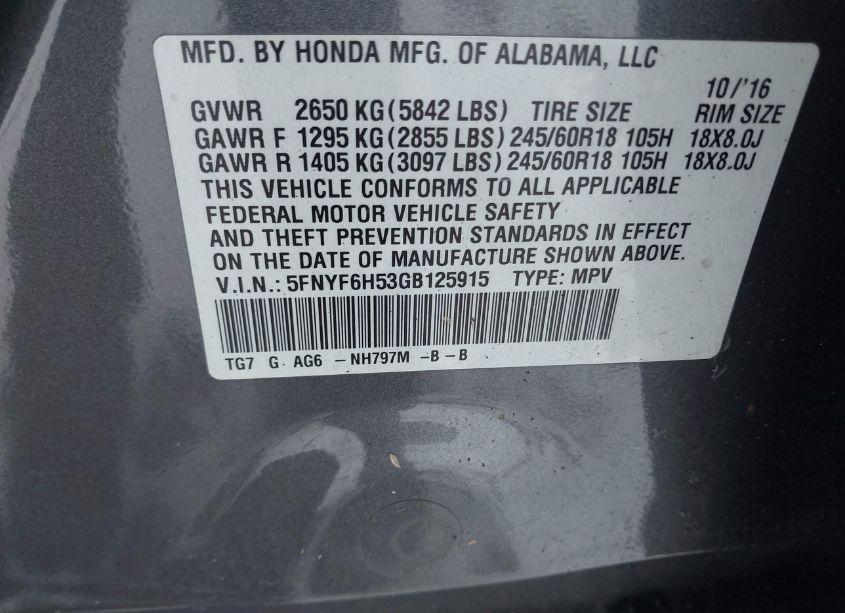 MFD. BY HONDA MFG. OF ALABAMA, LLC
10/'16
GVWR 2650 KG (5842 LBS) TIRE SIZE RIM SIZE
GAWR F 1295 KG (2855 LBS) 245/60R18 105H 18X8.0J
GAWR R 1405 KG (3097 LBS) 245/60R18 105H 18X8.0J
THIS VEHICLE CONFORMS TO ALL APPLICABLE
FEDERAL MOTOR VEHICLE SAFETY
AND THEFT PREVENTION STANDARDS IN EFFECT
ON THE DATE OF MANUFACTURE SHOWN ABOVE.
V.I.N.: 5FNYF6H53GB125915 TYPE: MPV
TG7 G AG6 - NH797M - B - B